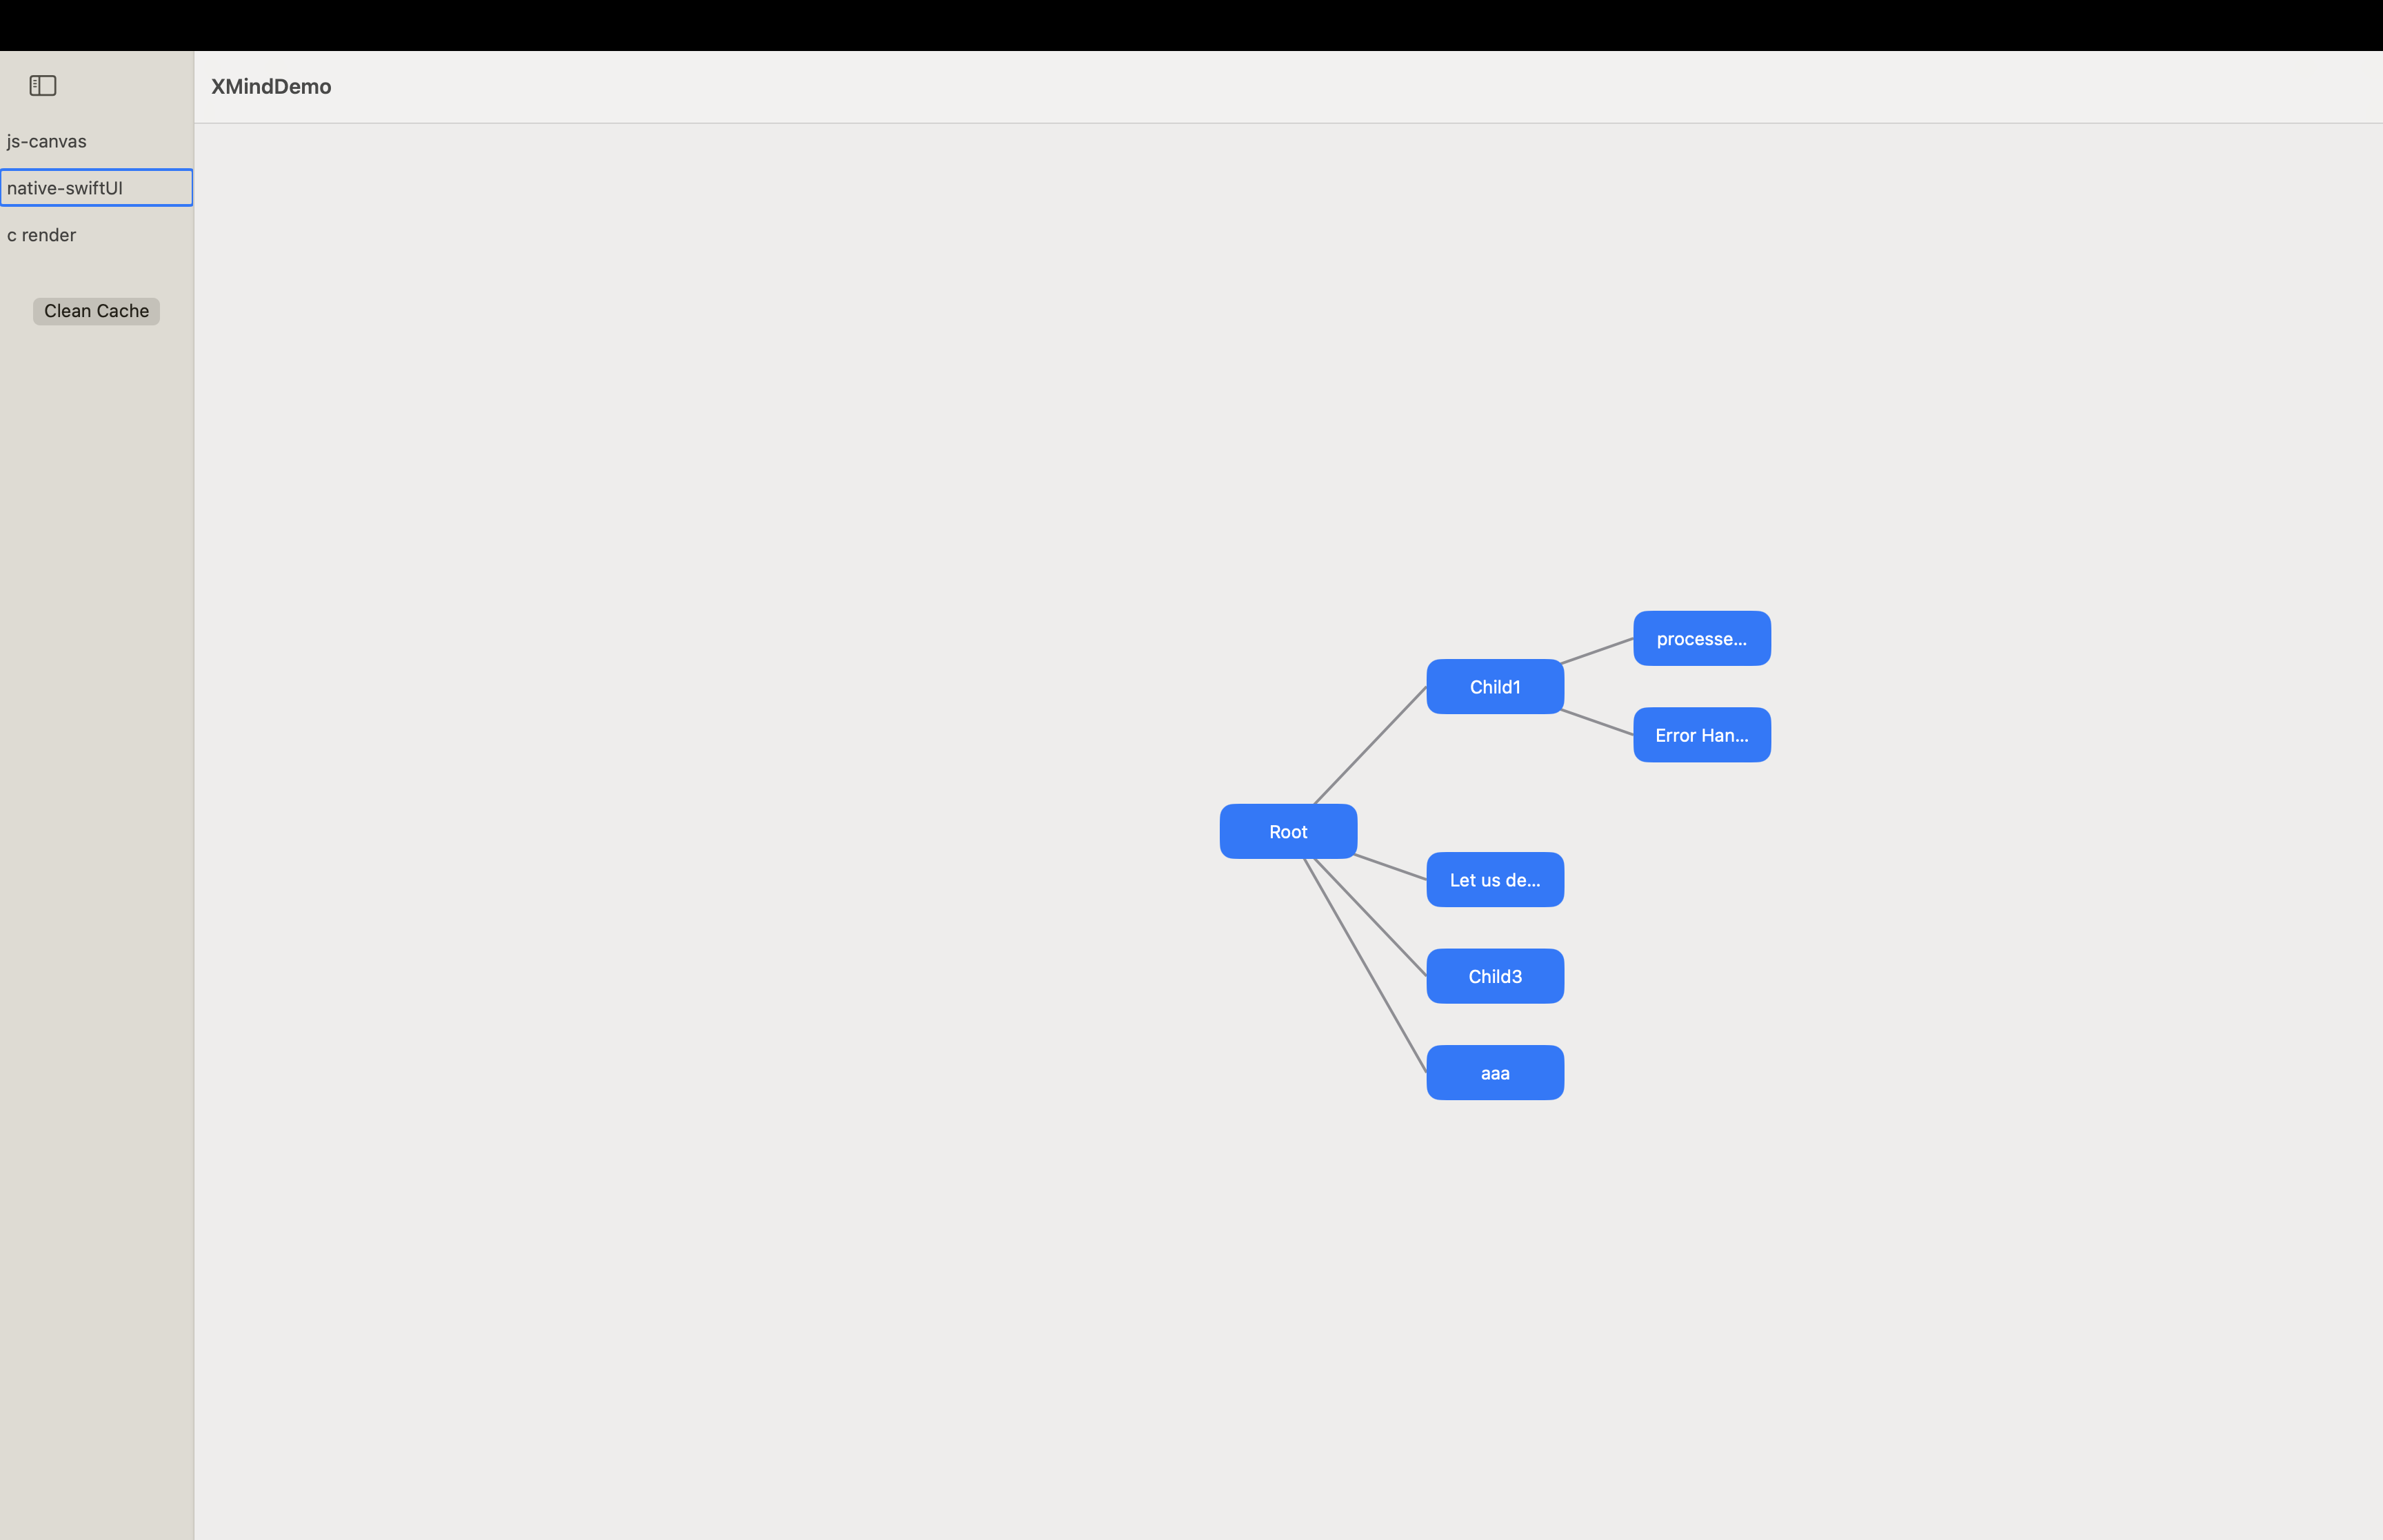 XMindDemo
js-canvas
native-swiftUI
c render
Clean Cache
processe...
Child1
Error Han...
Root
Let us de...
Child3
aaa